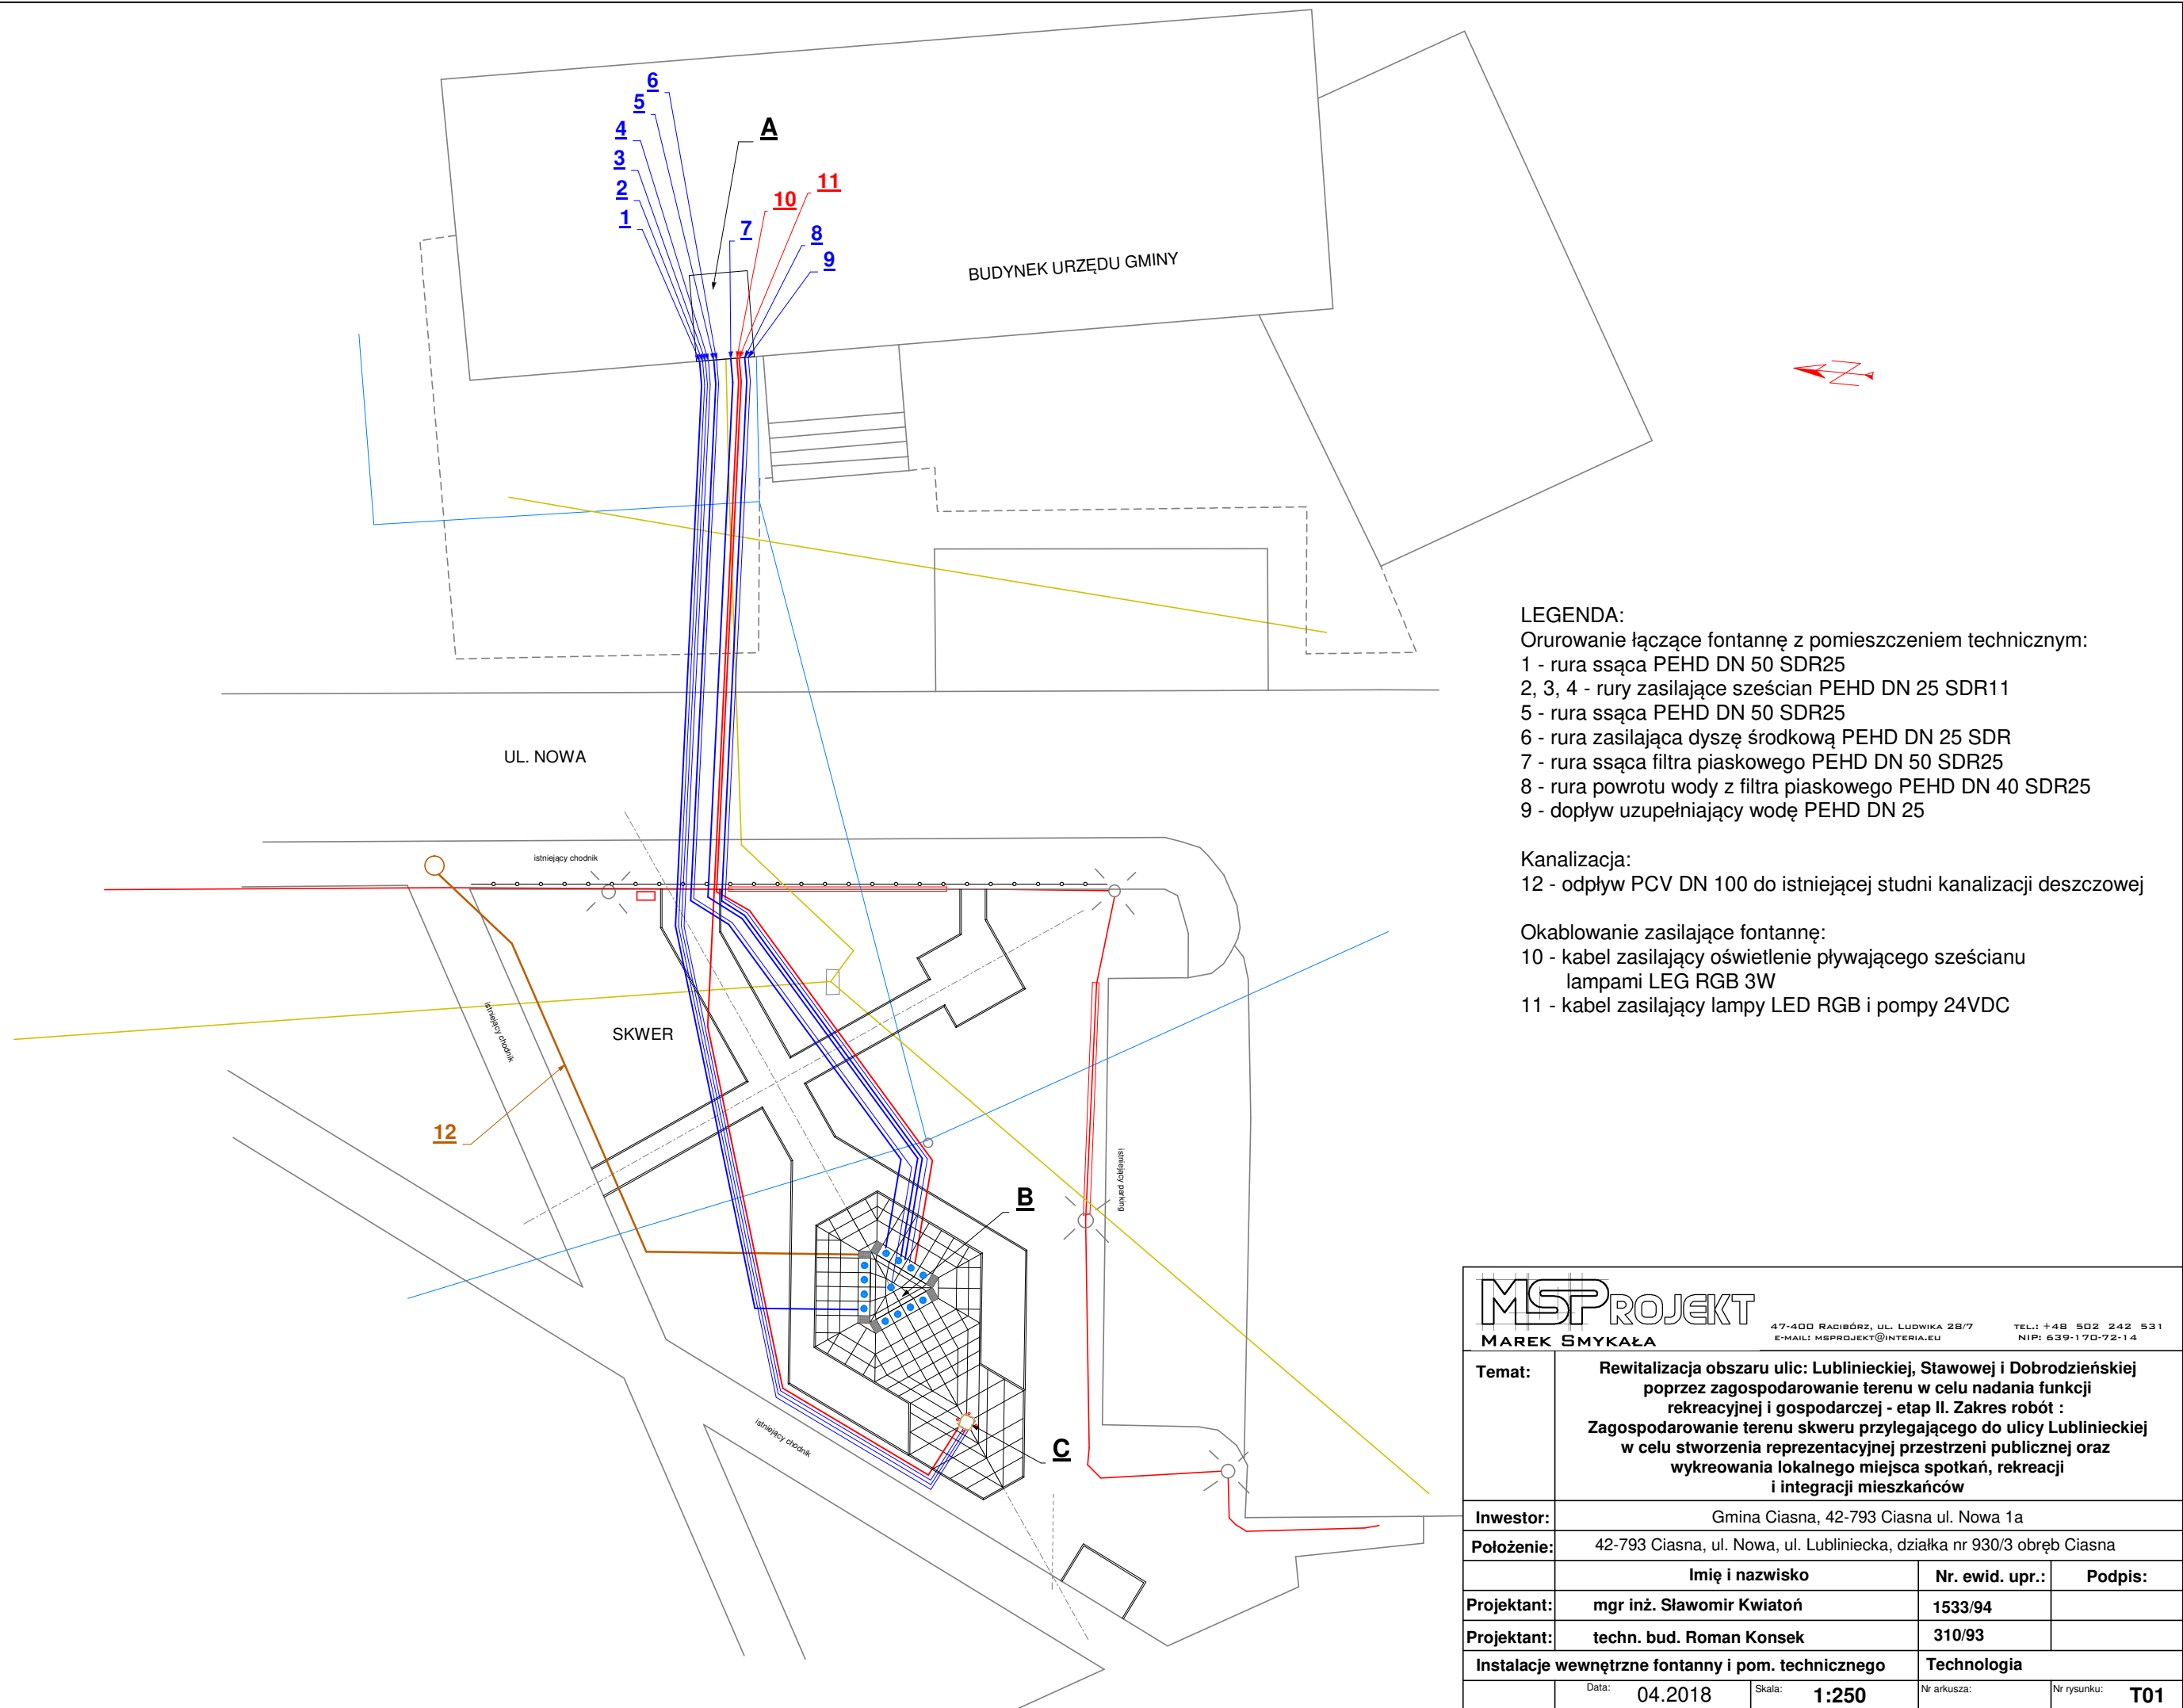 6
5
4
3
2
1
A
11
10
7
8
9
BUDYNEK URZĘDU GMINY
LEGENDA:
Orurowanie łączące fontannę z pomieszczeniem technicznym:
1 - rura ssąca PEHD DN 50 SDR25
2, 3, 4 - rury zasilające sześcian PEHD DN 25 SDR11
5 - rura ssąca PEHD DN 50 SDR25
6 - rura zasilająca dyszę środkową PEHD DN 25 SDR
7 - rura ssąca filtra piaskowego PEHD DN 50 SDR25
8 - rura powrotu wody z filtra piaskowego PEHD DN 40 SDR25
9 - dopływ uzupełniający wodę PEHD DN 25
Kanalizacja:
12 - odpływ PCV DN 100 do istniejącej studni kanalizacji deszczowej
Okablowanie zasilające fontannę:
10 - kabel zasilający oświetlenie pływającego sześcianu
lampami LEG RGB 3W
11 - kabel zasilający lampy LED RGB i pompy 24VDC
UL. NOWA
istniejący chodnik
istniejący chodnik
SKWER
12
istniejący parking
B
C
istniejący chodnik
MSPROJEKT
MAREK SMYKAŁA
47-400 RACIBÓRZ, UL. LUDWIKA 28/7
TEL.: +48 502 242 531
E-MAIL: MSPROJEKT@INTERIA.EU
NIP: 639-170-72-14
Temat:
Rewitalizacja obszaru ulic: Lublinieckiej, Stawowej i Dobrodzieńskiej
poprzez zagospodarowanie terenu w celu nadania funkcji
rekreacyjnej i gospodarczej - etap II. Zakres robót :
Zagospodarowanie terenu skweru przylegającego do ulicy Lublinieckiej
w celu stworzenia reprezentacyjnej przestrzeni publicznej oraz
wykreowania lokalnego miejsca spotkań, rekreacji
i integracji mieszkańców
Inwestor: Gmina Ciasna, 42-793 Ciasna ul. Nowa 1a
Położenie: 42-793 Ciasna, ul. Nowa, ul. Lubliniecka, działka nr 930/3 obręb Ciasna
Imię i nazwisko Nr. ewid. upr.: Podpis:
Projektant: mgr inż. Sławomir Kwiatoń 1533/94
Projektant: techn. bud. Roman Konsek 310/93
Instalacje wewnętrzne fontanny i pom. technicznego Technologia
Data: 04.2018 Skala: 1:250 Nr arkusza: Nr rysunku: T01